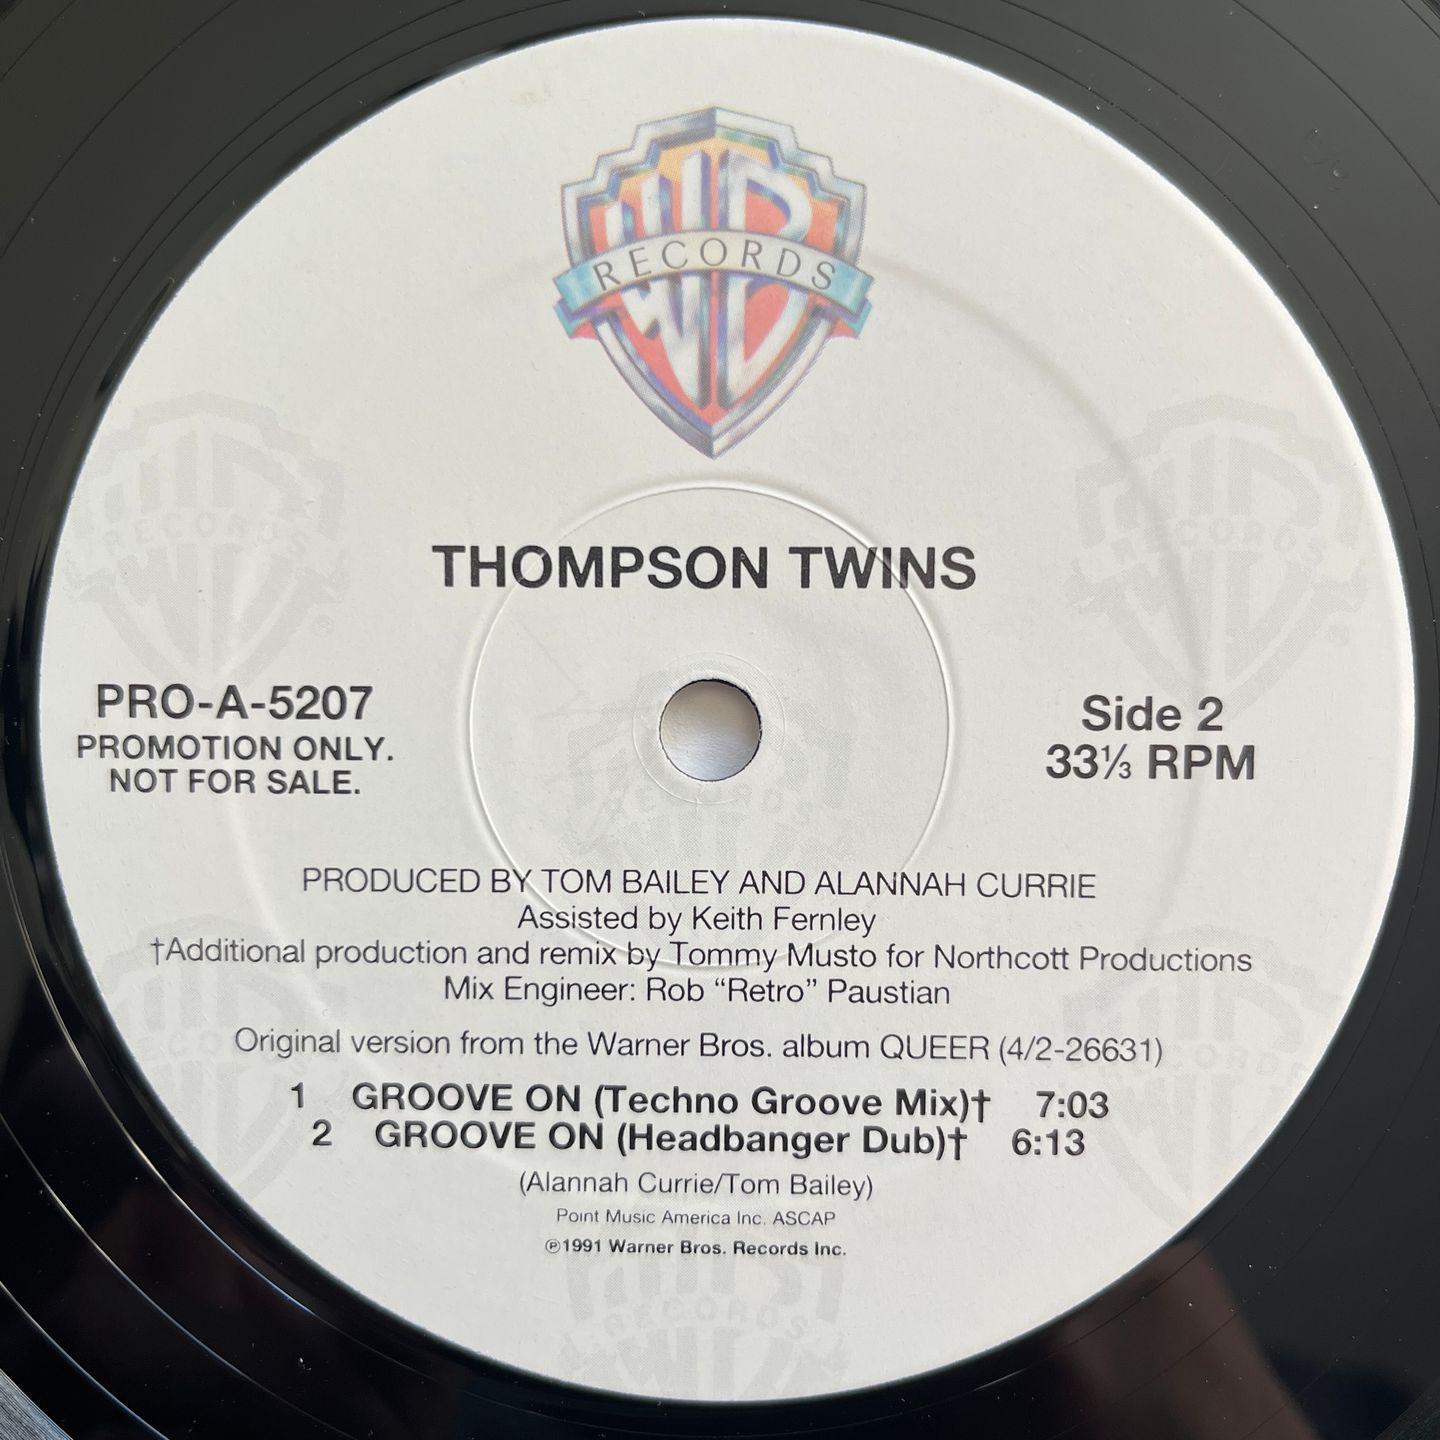 RECORDS
THOMPSON TWINS
PRO-A-5207
PROMOTION ONLY.
NOT FOR SALE.
Side 2
33⅓ RPM
PRODUCED BY TOM BAILEY AND ALANNAH CURRIE
Assisted by Keith Fernley
†Additional production and remix by Tommy Musto for Northcott Productions
Mix Engineer: Rob “Retro” Paustian
Original version from the Warner Bros. album QUEER (4/2-26631)
1 GROOVE ON (Techno Groove Mix)† 7:03
2 GROOVE ON (Headbanger Dub)† 6:13
(Alannah Currie/Tom Bailey)
Point Music America Inc. ASCAP
℗1991 Warner Bros. Records Inc.